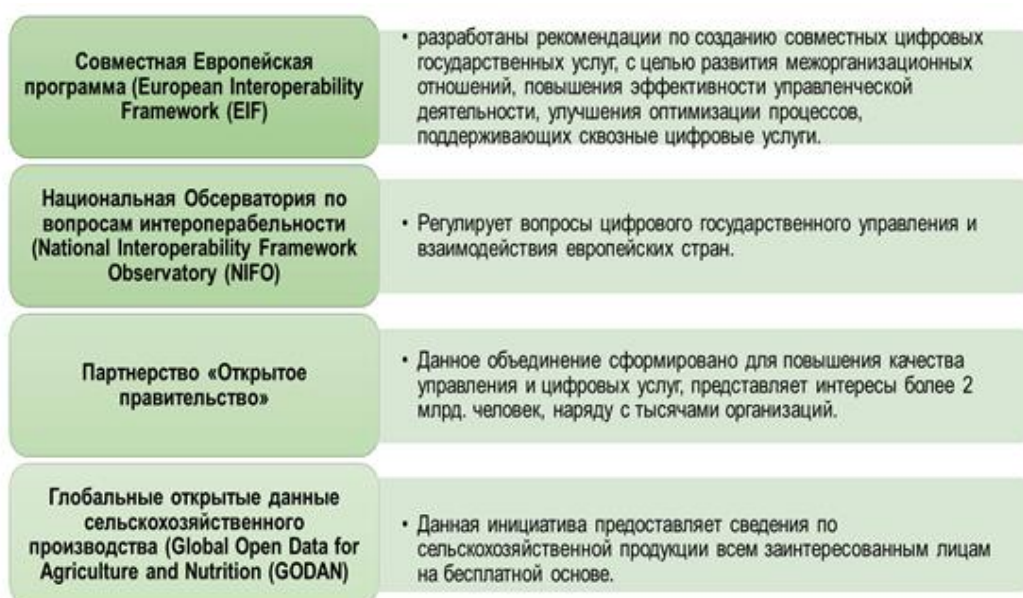 Совместная Европейская
программа (European Interoperability
Framework (EIF)
• разработаны рекомендации по созданию совместных цифровых
государственных услуг, с целью развития межорганизационных
отношений, повышения эффективности управленческой
деятельности, улучшения оптимизации процессов,
поддерживающих сквозные цифровые услуги.
Национальная Обсерватория по
вопросам интероперабельности
(National Interoperability Framework
Observatory (NIFO)
• Регулирует вопросы цифрового государственного управления и
взаимодействия европейских стран.
Партнерство «Открытое
правительство»
• Данное объединение сформировано для повышения качества
управления и цифровых услуг, представляет интересы более 2
млрд. человек, наряду с тысячами организаций.
Глобальные открытые данные
сельскохозяйственного
производства (Global Open Data for
Agriculture and Nutrition (GODAN)
• Данная инициатива предоставляет сведения по
сельскохозяйственной продукции всем заинтересованным лицам
на бесплатной основе.